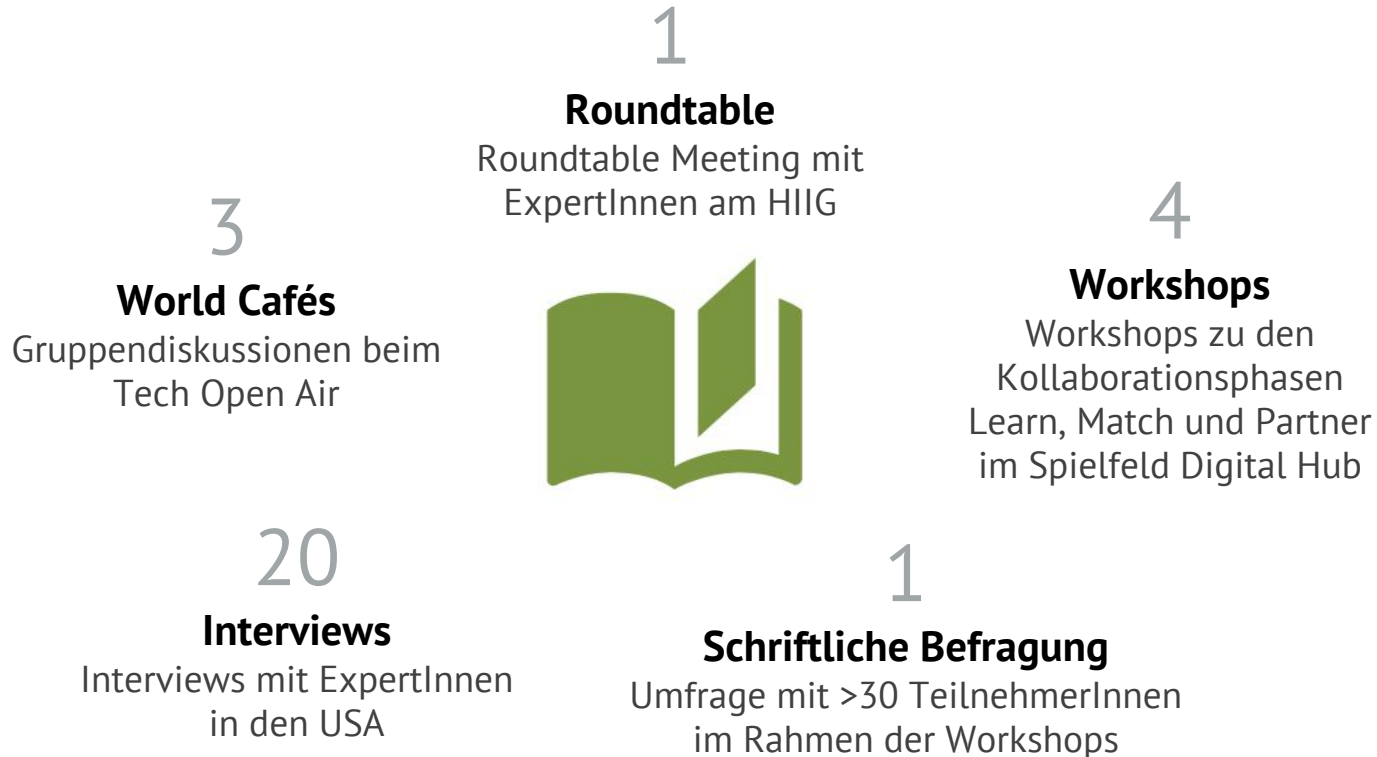 1
Roundtable
Roundtable Meeting mit
ExpertInnen am HIIG
3
World Cafés
Gruppendiskussionen beim
Tech Open Air
4
Workshops
Workshops zu den
Kollaborationsphasen
Learn, Match und Partner
im Spielfeld Digital Hub
20
Interviews
Interviews mit ExpertInnen
in den USA
1
Schriftliche Befragung
Umfrage mit >30 TeilnehmerInnen
im Rahmen der Workshops